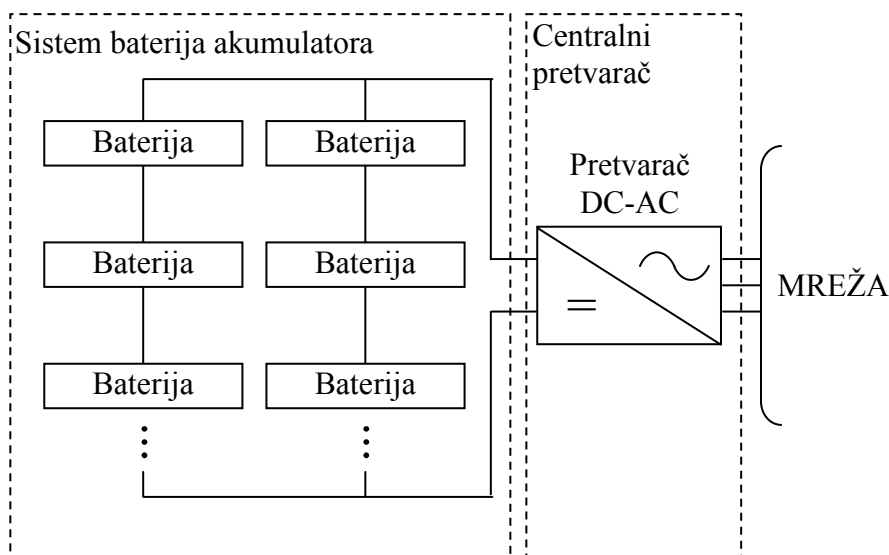 Sistem baterija akumulatora
Centralni
pretvarač
Baterija
Baterija
Pretvarač
DC-AC
Baterija
Baterija
MREŽA
Baterija
Baterija